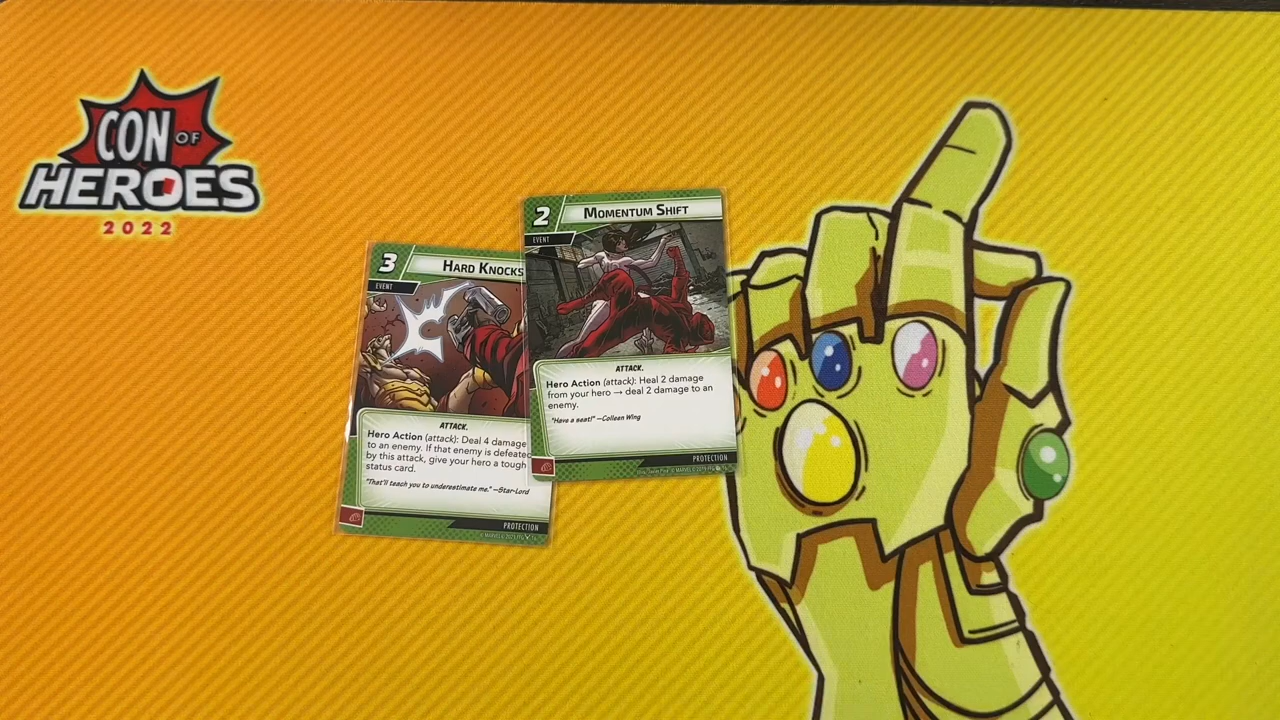 CON OF
HEROES
2022
3
HARD KNOCKS
EVENT
ATTACK.
Hero Action (attack): Deal 4 damage
to an enemy. If that enemy is defeated
by this attack, give your hero a tough
status card.
"That'll teach you to underestimate me." —Star-Lord
PROTECTION
2
MOMENTUM SHIFT
EVENT
ATTACK.
Hero Action (attack): Heal 2 damage
from your hero → deal 2 damage to an
enemy.
"Have a seat!" —Colleen Wing
PROTECTION